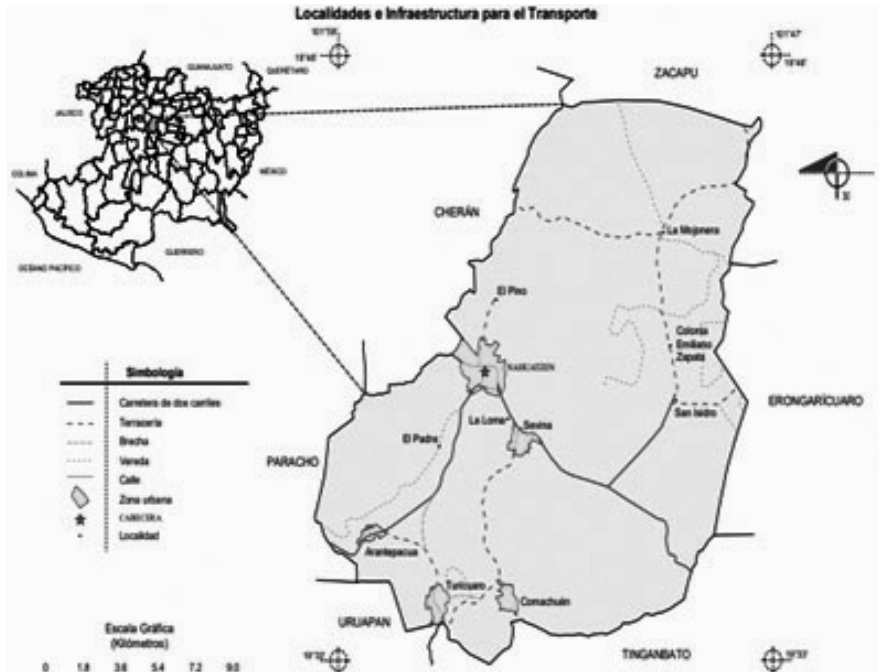 Localidades e Infraestructura para el Transporte
GUANAJUATO
QUERÉTARO
JALISCO
COLIMA
MÉXICO
GUERRERO
OCEANO PACÍFICO
ZACAPU
CHERÁN
La Mojonera
El Pino
Colonia
Emiliano
Zapata
NAHUATZEN
San Isidro
ERONGARÍCUARO
La Loma
Sevina
El Padre
PARACHO
Arantepacua
Turícuaro
Comachuén
URUAPAN
TINGANBATO
Simbología
Carretera de dos carriles
Terracería
Brecha
Vereda
Calle
Zona urbana
CABECERA
Localidad
Escala Gráfica
(Kilómetros)
0 1.8 3.6 5.4 7.2 9.0